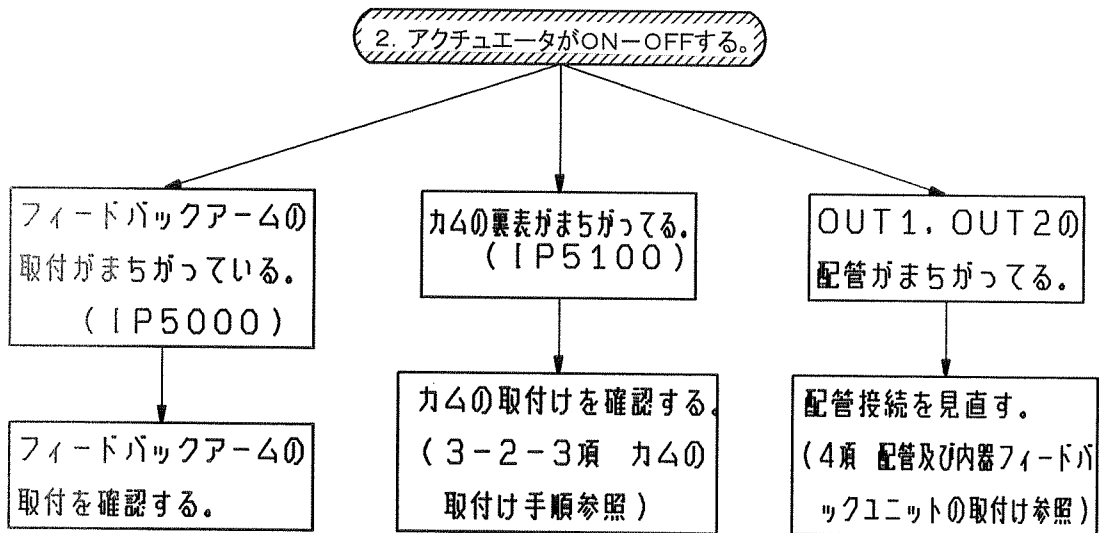 2. アクチュエータがON－OFFする。
フィードバックアームの
取付がまちがっている。
(IP5000)
カムの裏表がまちがってる。
(IP5100)
OUT1, OUT2の
配管がまちがってる。
フィードバックアームの
取付を確認する。
カムの取付けを確認する。
(3-2-3項 カムの
取付け手順参照)
配管接続を見直す。
(4項 配管及び内器フィードバ
ックユニットの取付け参照)